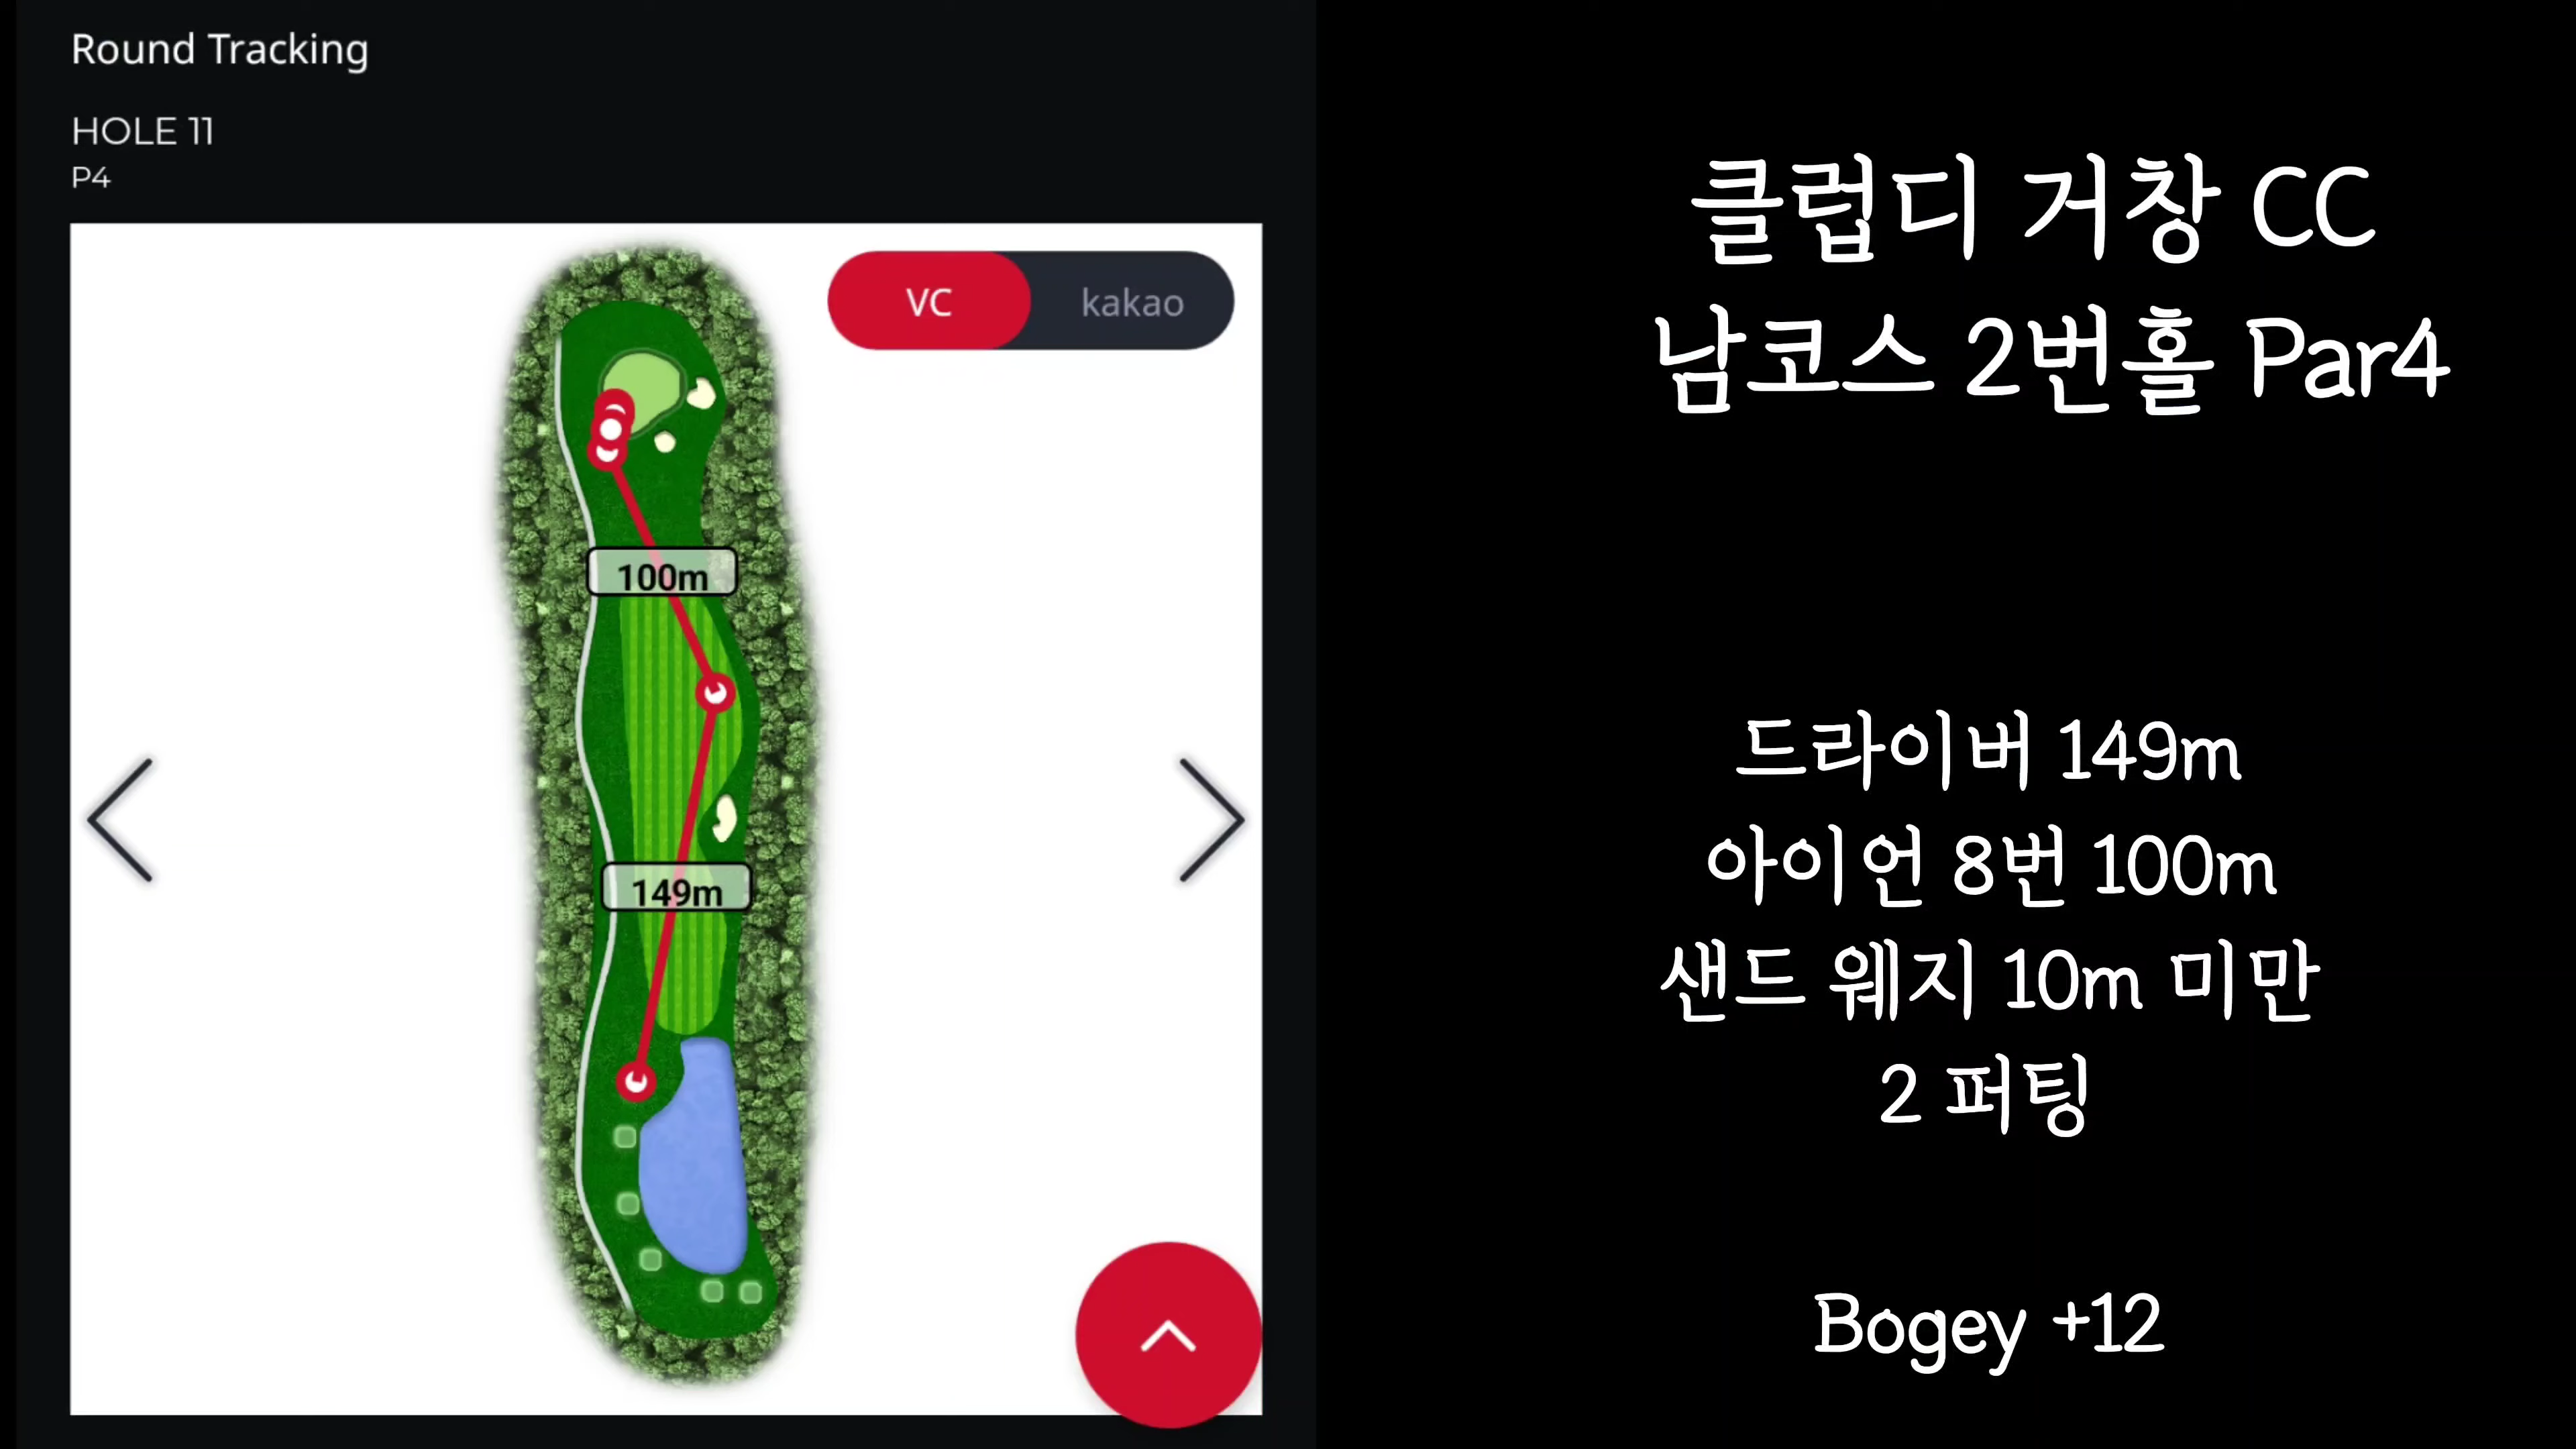 Round Tracking
HOLE 11
P4
VC
kakao
100m
149m
클럽디 거창 CC
남코스 2번홀 Par4
드라이버 149m
아이언 8번 100m
샌드 웨지 10m 미만
2 퍼팅
Bogey +12